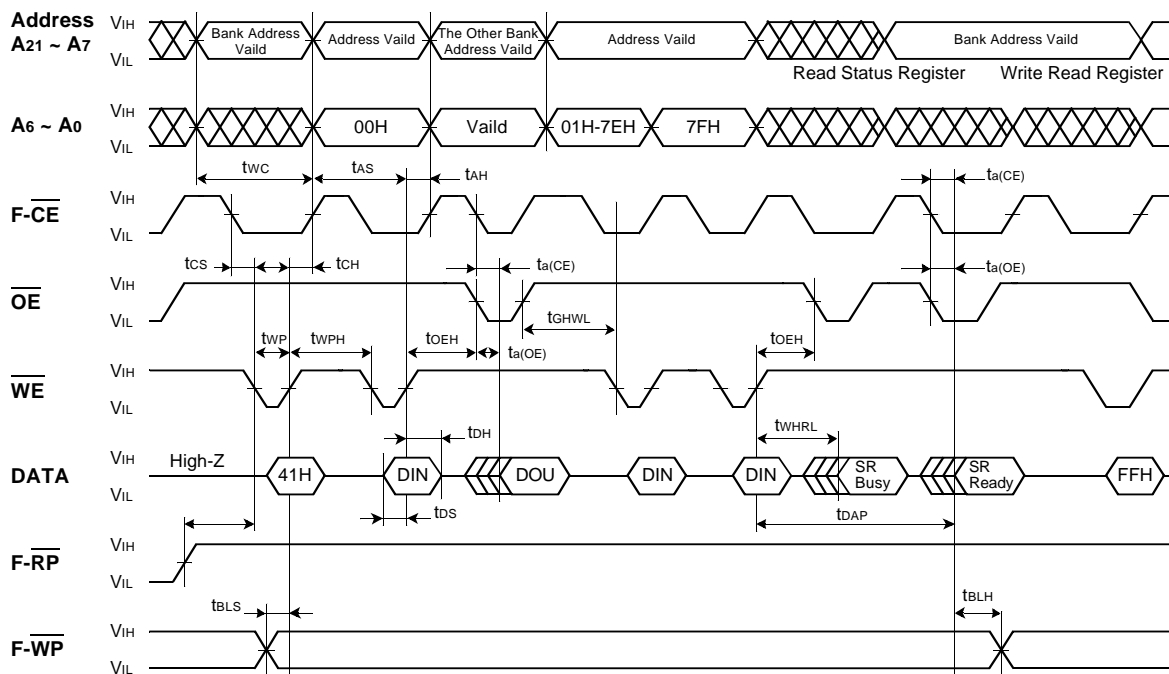 Address
A21 ~ A7
VIH
VIL
Bank Address
Vaild
Address Vaild
The Other Bank
Address Vaild
Address Vaild
Bank Address Vaild
Read Status Register
Write Read Register
A6 ~ A0
VIH
VIL
00H
Vaild
01H-7EH
7FH
tWC
tAS
tAH
ta(CE)
F-CE
VIH
VIL
tCS
tCH
ta(CE)
ta(OE)
OE
VIH
VIL
tWP
tWPH
tOEH
ta(OE)
tGHWL
tOEH
WE
VIH
VIL
tDH
tWHRL
DATA
VIH
VIL
High-Z
41H
DIN
DOU
DIN
DIN
SR
Busy
SR
Ready
FFH
tDS
tDAP
F-RP
VIH
VIL
tBLS
tBLH
F-WP
VIH
VIL